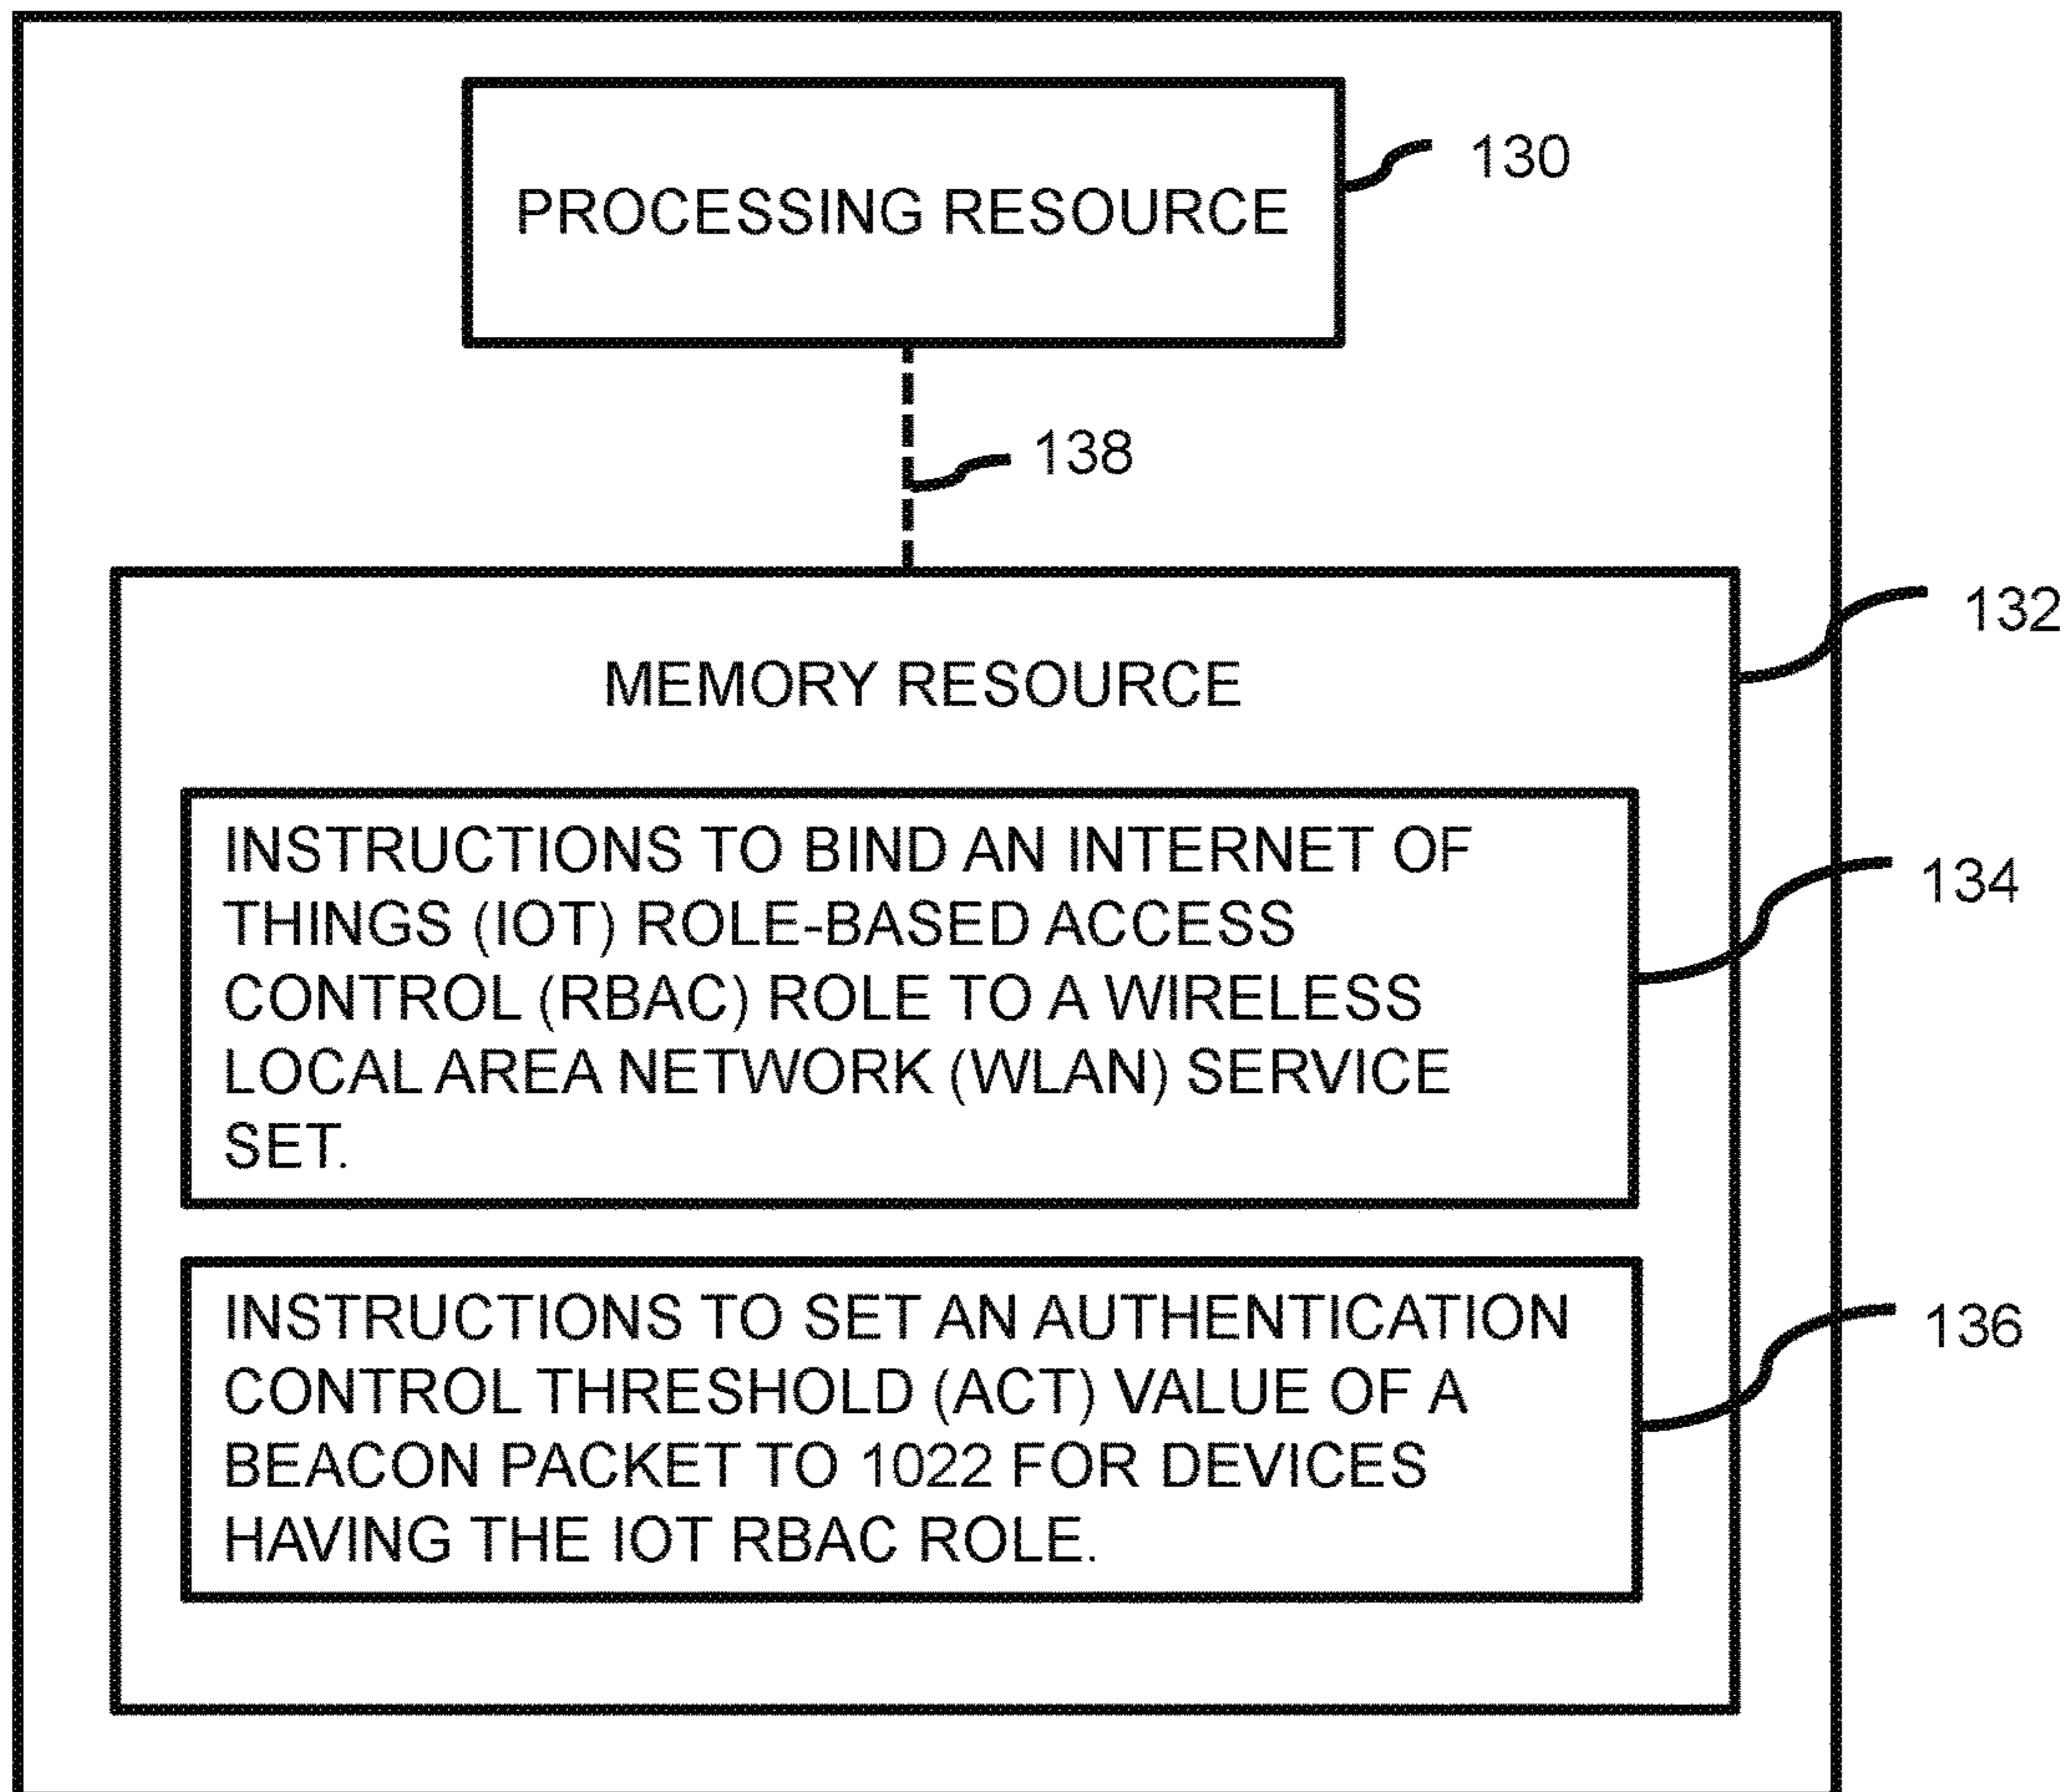 130
PROCESSING RESOURCE
138
132
MEMORY RESOURCE
INSTRUCTIONS TO BIND AN INTERNET OF
THINGS (IOT) ROLE-BASED ACCESS
CONTROL (RBAC) ROLE TO A WIRELESS
LOCAL AREA NETWORK (WLAN) SERVICE
SET.
134
INSTRUCTIONS TO SET AN AUTHENTICATION
CONTROL THRESHOLD (ACT) VALUE OF A
BEACON PACKET TO 1022 FOR DEVICES
HAVING THE IOT RBAC ROLE.
136